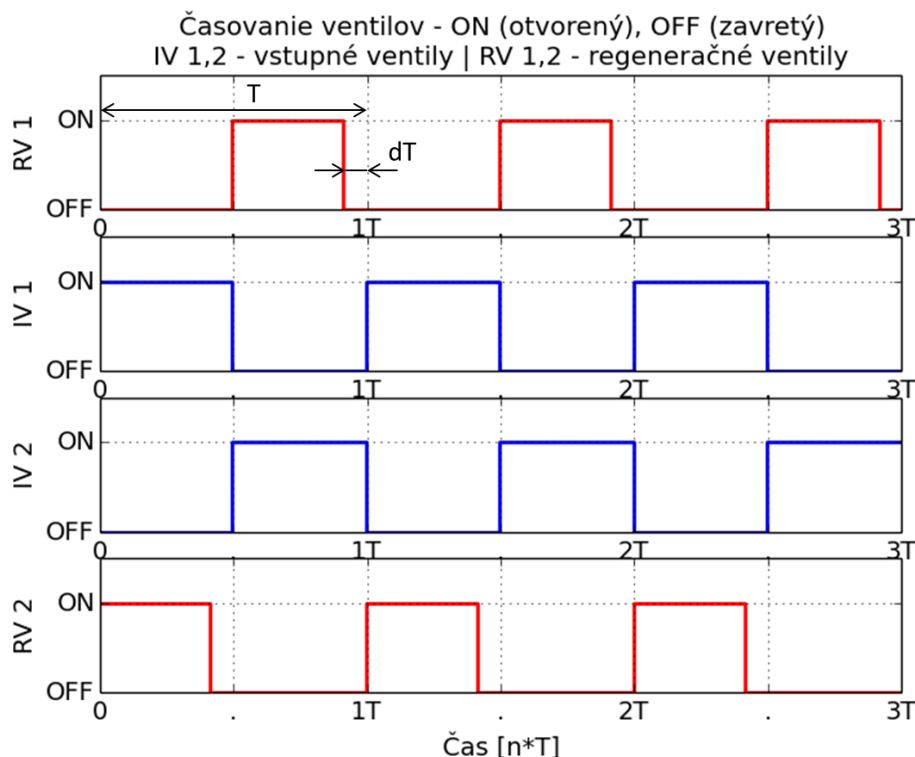 Časovanie ventilov - ON (otvorený), OFF (zavretý)
IV 1,2 - vstupné ventily | RV 1,2 - regeneračné ventily
T
ON
dT
RV 1
OFF
0 . 1T . 2T . 3T
ON
IV 1
OFF
0 . 1T . 2T . 3T
ON
IV 2
OFF
0 . 1T . 2T . 3T
ON
RV 2
OFF
0 . 1T . 2T . 3T
Čas [n*T]